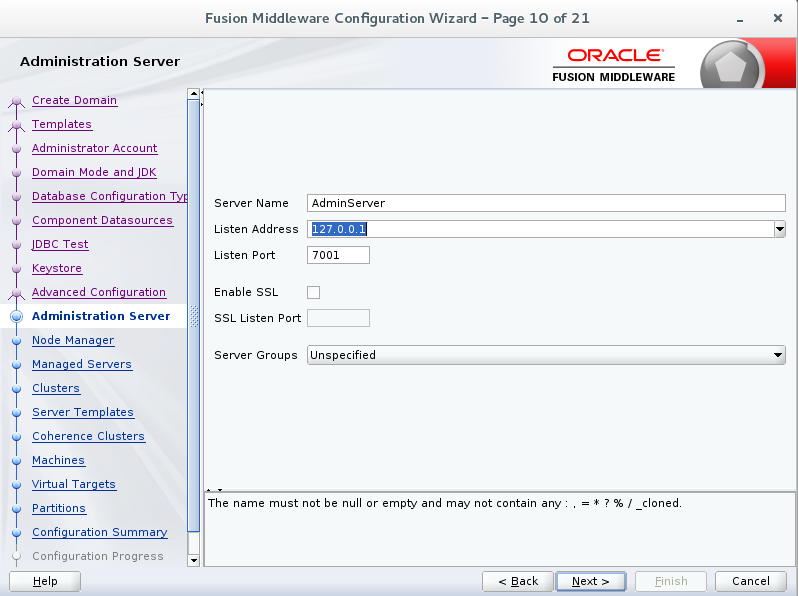 Fusion Middleware Configuration Wizard – Page 10 of 21
Administration Server
ORACLE
FUSION MIDDLEWARE
Create Domain
Templates
Administrator Account
Domain Mode and JDK
Database Configuration Typ
Component Datasources
JDBC Test
Keystore
Advanced Configuration
Administration Server
Node Manager
Managed Servers
Clusters
Server Templates
Coherence Clusters
Machines
Virtual Targets
Partitions
Configuration Summary
Configuration Progress
Server Name AdminServer
Listen Address 127.0.0.1
Listen Port 7001
Enable SSL
SSL Listen Port
Server Groups Unspecified
The name must not be null or empty and may not contain any : , = * ? % / _cloned.
Help < Back Next > Finish Cancel